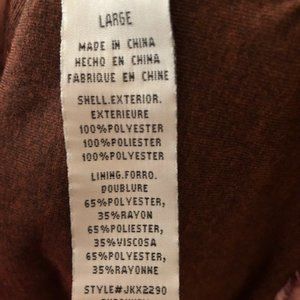 LARGE
MADE IN CHINA
HECHO EN CHINA
FABRIQUE EN CHINE
SHELL.EXTERIOR.
EXTERIEURE
100%POLYESTER
100%POLIESTER
100%POLYESTER
LINING.FORRO.
DOUBLURE
65%POLYESTER,
35%RAYON
65%POLIESTER,
35%VISCOSA
65%POLYESTER,
35%RAYONNE
STYLE#JKX2290